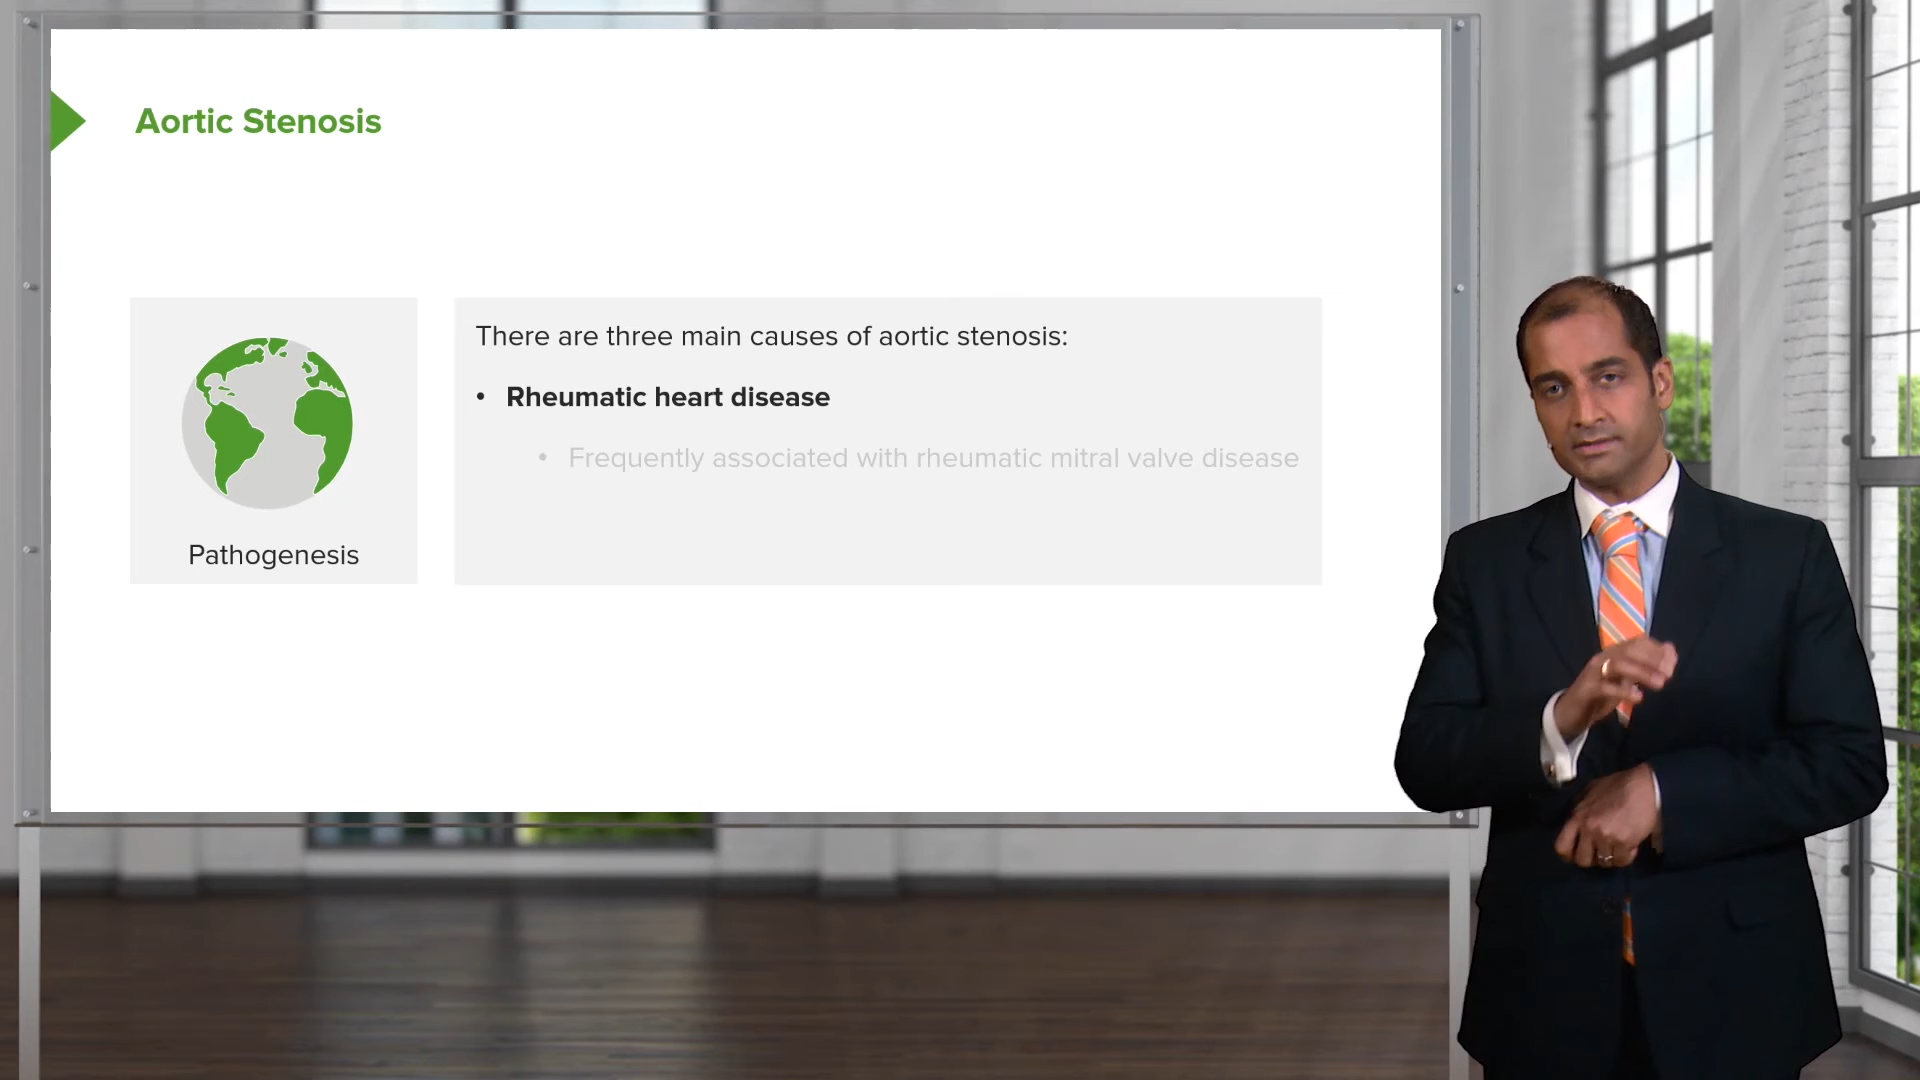 Aortic Stenosis
There are three main causes of aortic stenosis:
• Rheumatic heart disease
• Frequently associated with rheumatic mitral valve disease
Pathogenesis